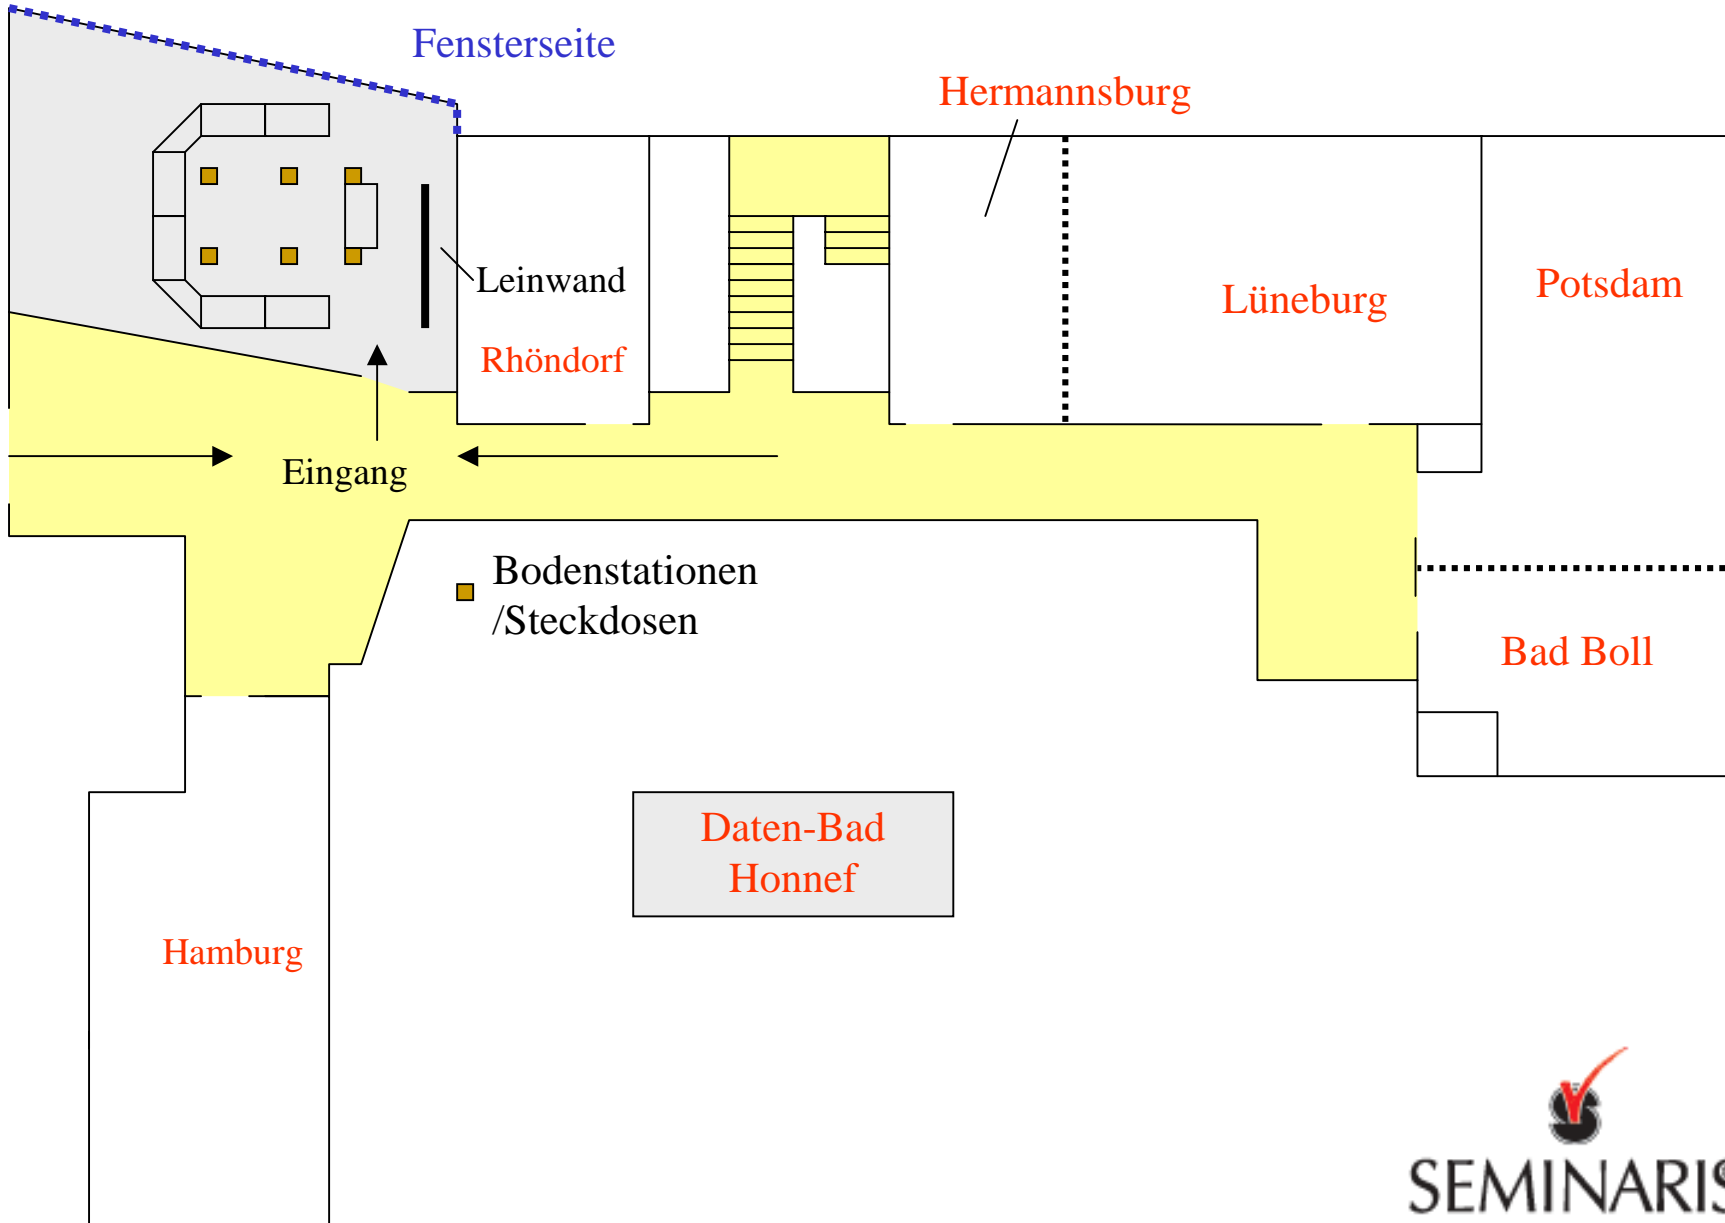 Fensterseite
Hermannsburg
Leinwand
Lüneburg
Potsdam
Rhöndorf
Eingang
Bodenstationen
/Steckdosen
Bad Boll
Daten-Bad
Honnef
Hamburg
SEMINARIS